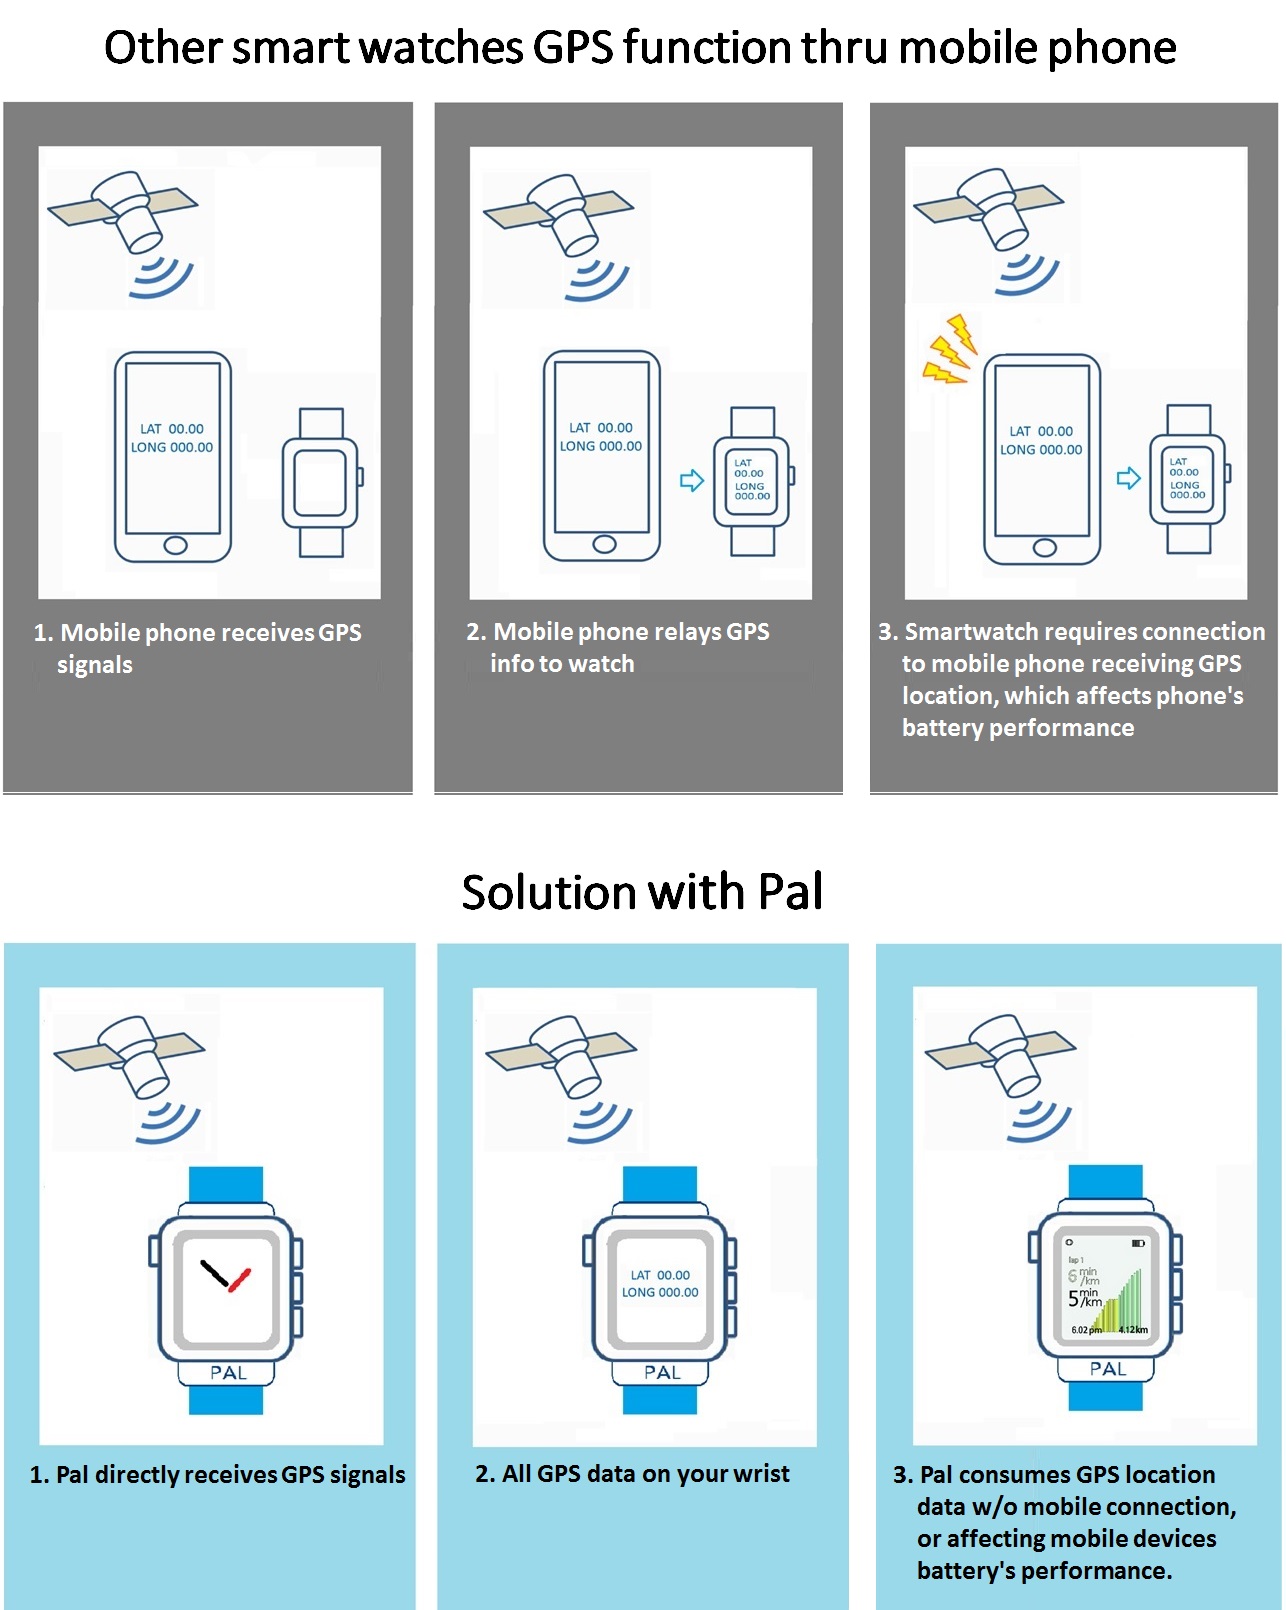 Other smart watches GPS function thru mobile phone
LAT 00.00
LONG 000.00
1. Mobile phone receives GPS
signals
LAT 00.00
LONG 000.00
LAT
00.00
LONG
000.00
2. Mobile phone relays GPS
info to watch
LAT 00.00
LONG 000.00
LAT
00.00
LONG
000.00
3. Smartwatch requires connection
to mobile phone receiving GPS
location, which affects phone's
battery performance
Solution with Pal
PAL
1. Pal directly receives GPS signals
LAT 00.00
LONG 000.00
PAL
2. All GPS data on your wrist
lap 1
6 min/km
5 min/km
6.02 pm 4.12km
PAL
3. Pal consumes GPS location
data w/o mobile connection,
or affecting mobile devices
battery's performance.